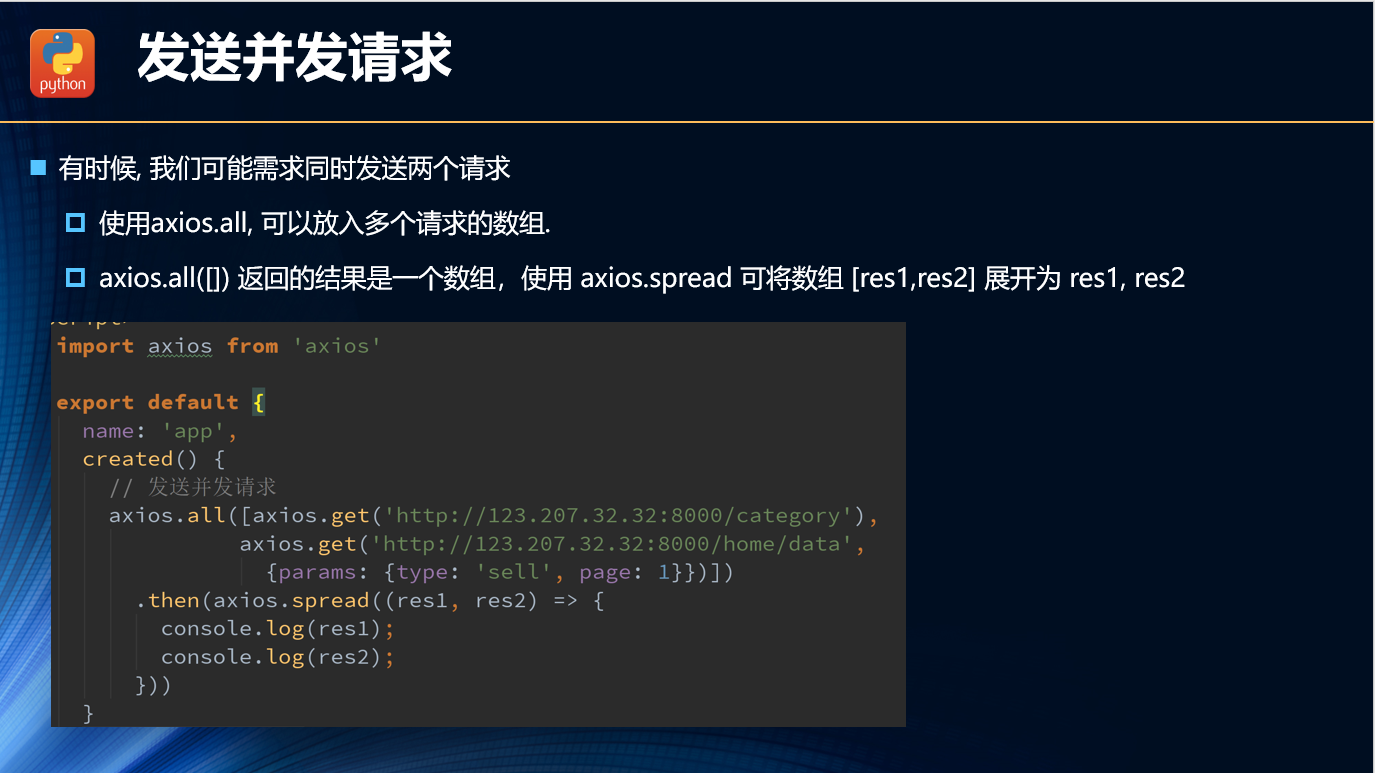 python
发送并发请求
有时候, 我们可能需求同时发送两个请求
使用axios.all, 可以放入多个请求的数组.
axios.all([]) 返回的结果是一个数组，使用 axios.spread 可将数组 [res1,res2] 展开为 res1, res2
import axios from 'axios'
export default {
name: 'app',
created() {
// 发送并发请求
axios.all([axios.get('http://123.207.32.32:8000/category'),
axios.get('http://123.207.32.32:8000/home/data',
{params: {type: 'sell', page: 1}})])
.then(axios.spread((res1, res2) => {
console.log(res1);
console.log(res2);
}))
}